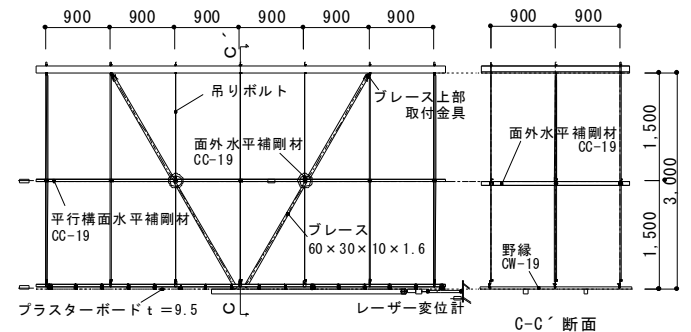 900 900 900 900 900 900
900 900
C´
吊りボルト
ブレース上部
取付金具
面外水平補剛材
CC-19
面外水平補剛材
CC-19
1,500
3,000
平行構面水平補剛材
CC-19
ブレース
60×30×10×1.6
1,500
野縁
CW-19
プラスターボードt=9.5
C
レーザー変位計
C-C´断面